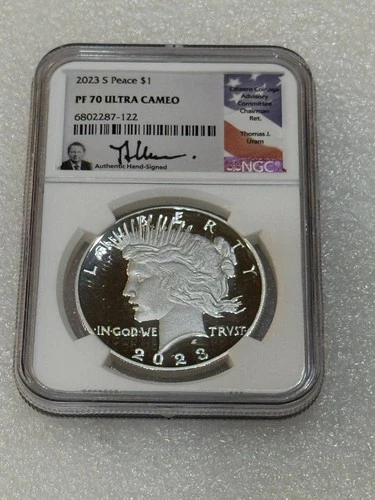 2023 S Peace $1
PF 70 ULTRA CAMEO
6802287-122
Authentic Hand-Signed
Citizens Coinage
Advisory
Committee
Chairman
Ret.
Thomas J.
Uram
NGC
LIBERTY
IN GOD WE TRVST
2023